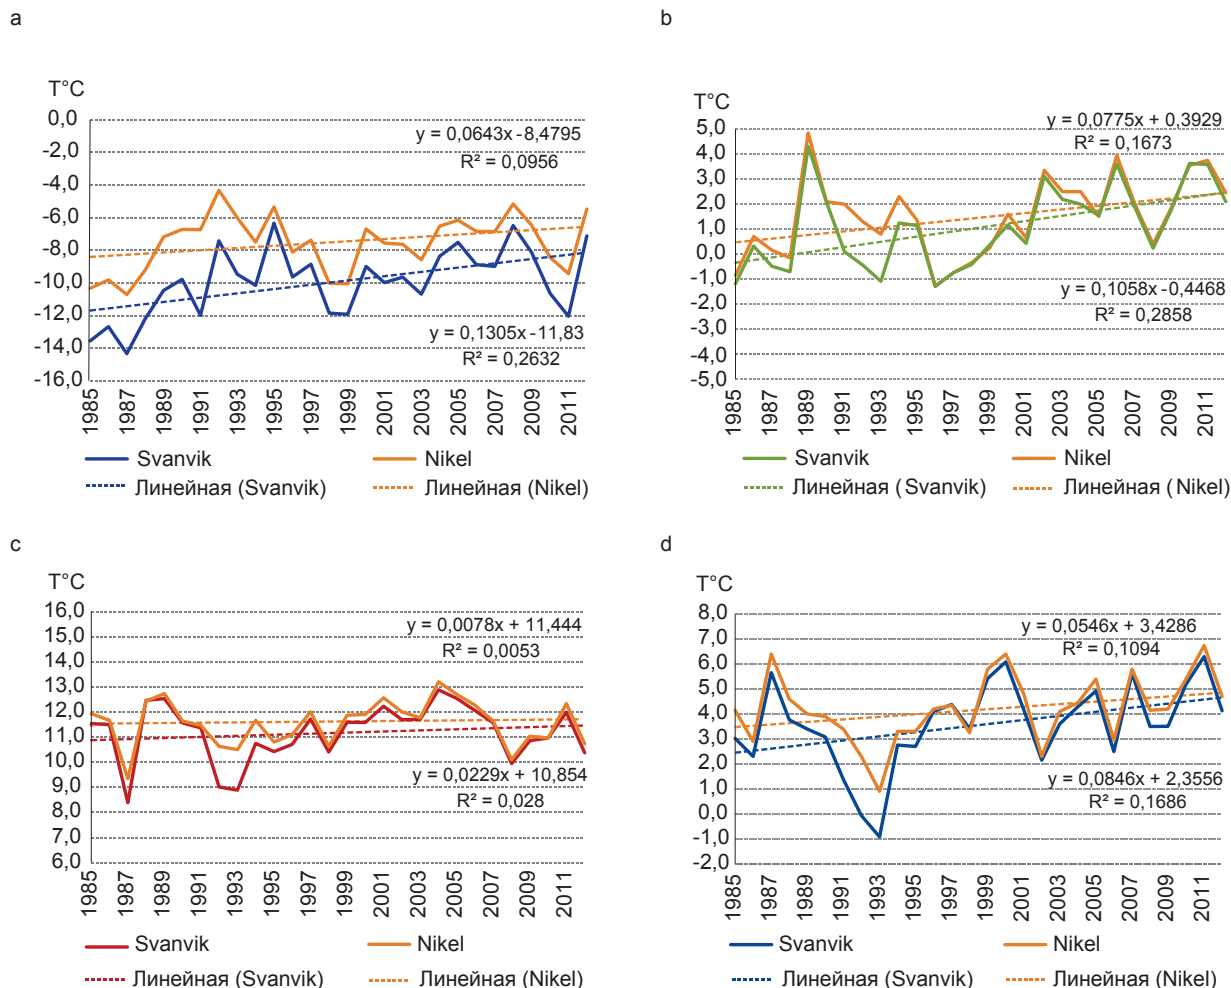 a
T°C
0,0
-2,0
-4,0
-6,0
-8,0
-10,0
-12,0
-14,0
-16,0
y = 0,0643x - 8,4795
R² = 0,0956
y = 0,1305x - 11,83
R² = 0,2632
1985
1987
1989
1991
1993
1995
1997
1999
2001
2003
2005
2007
2009
2011
Svanvik
Nikel
Линейная (Svanvik)
Линейная (Nikel)
b
T°C
5,0
4,0
3,0
2,0
1,0
0,0
-1,0
-2,0
-3,0
-4,0
-5,0
y = 0,0775x + 0,3929
R² = 0,1673
y = 0,1058x - 0,4468
R² = 0,2858
1985
1987
1989
1991
1993
1995
1997
1999
2001
2003
2005
2007
2009
2011
Svanvik
Nikel
Линейная (Svanvik)
Линейная (Nikel)
c
T°C
16,0
15,0
14,0
13,0
12,0
11,0
10,0
9,0
8,0
7,0
6,0
y = 0,0078x + 11,444
R² = 0,0053
y = 0,0229x + 10,854
R² = 0,028
1985
1987
1989
1991
1993
1995
1997
1999
2001
2003
2005
2007
2009
2011
Svanvik
Nikel
Линейная (Svanvik)
Линейная (Nikel)
d
T°C
8,0
7,0
6,0
5,0
4,0
3,0
2,0
1,0
0,0
-1,0
-2,0
y = 0,0546x + 3,4286
R² = 0,1094
y = 0,0846x + 2,3556
R² = 0,1686
1985
1987
1989
1991
1993
1995
1997
1999
2001
2003
2005
2007
2009
2011
Svanvik
Nikel
Линейная (Svanvik)
Линейная (Nikel)